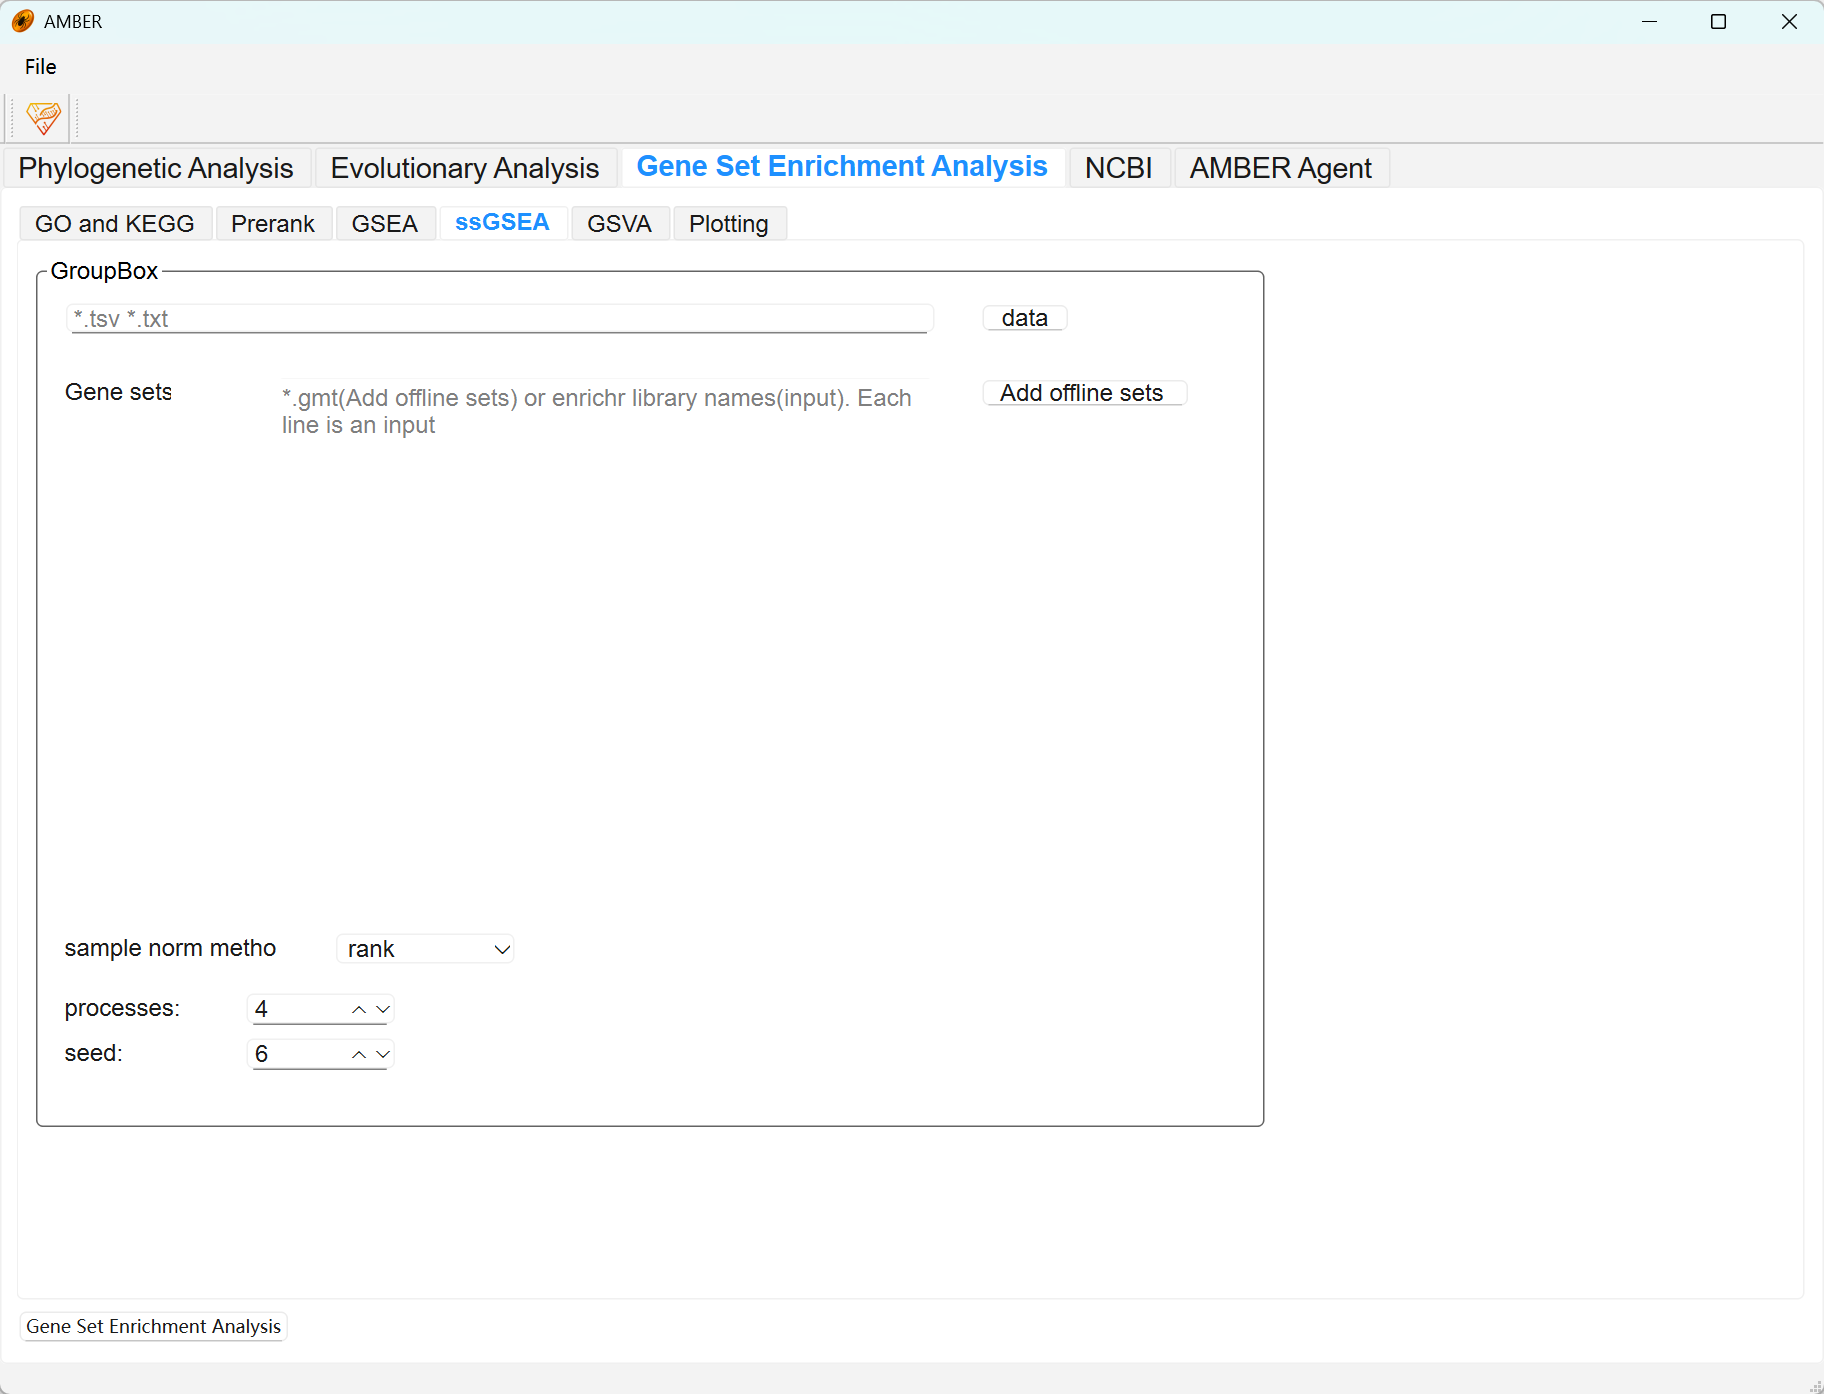 AMBER
File
Phylogenetic Analysis Evolutionary Analysis Gene Set Enrichment Analysis NCBI AMBER Agent
GO and KEGG Prerank GSEA ssGSEA GSVA Plotting
GroupBox
*.tsv *.txt data
Gene sets *.gmt(Add offline sets) or enrichr library names(input). Each Add offline sets
line is an input
sample norm metho rank
processes: 4
seed: 6
Gene Set Enrichment Analysis